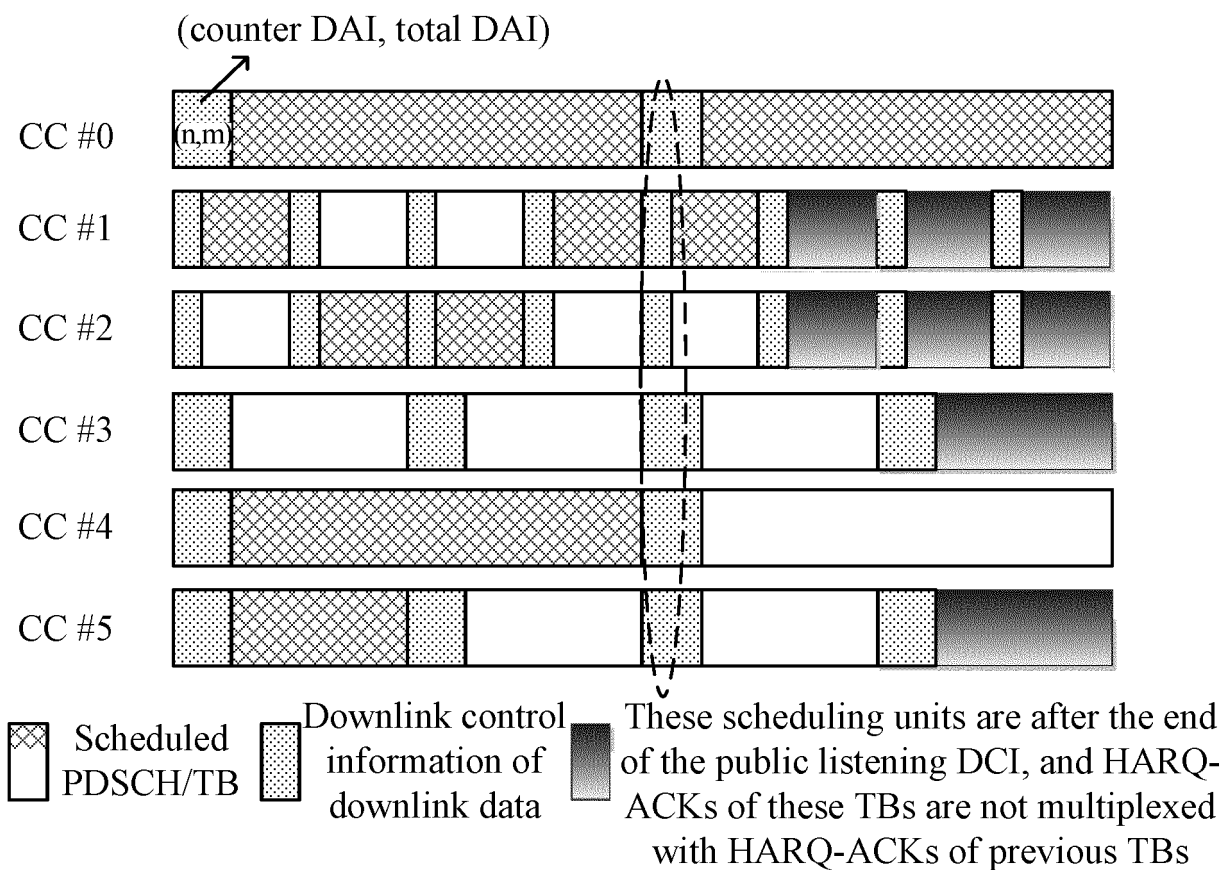 (counter DAI, total DAI)
CC #0
(n,m)
CC #1
CC #2
CC #3
CC #4
CC #5
Scheduled
PDSCH/TB
Downlink control
information of
downlink data
These scheduling units are after the end
of the public listening DCI, and HARQ-
ACKs of these TBs are not multiplexed
with HARQ-ACKs of previous TBs